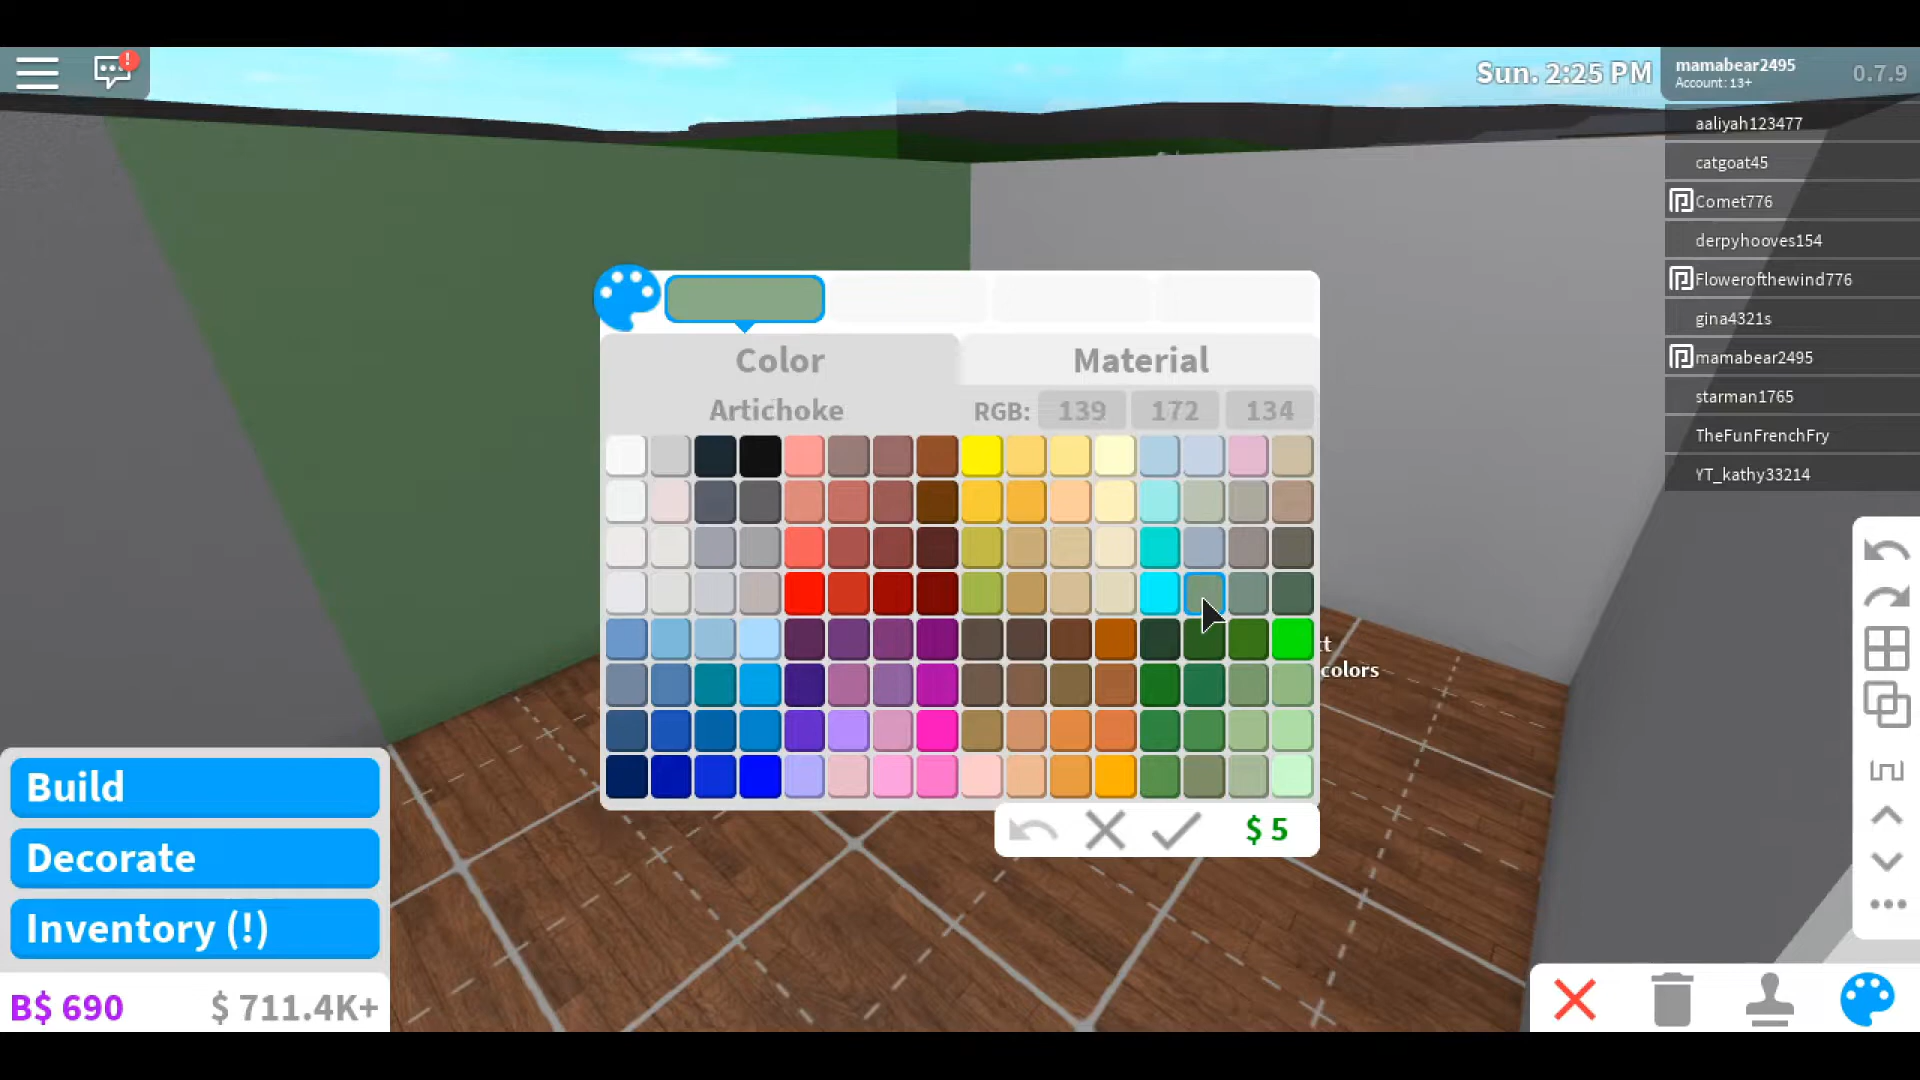 Sun. 2:25 PM
mamabear2495
Account: 13+
0.7.9
aaliyah123477
catgoat45
Comet776
derpyhooves154
Flowerofthewind776
gina4321s
mamabear2495
starman1765
TheFunFrenchFry
YT_kathy33214
Color
Material
Artichoke
RGB: 139 172 134
colors
$ 5
Build
Decorate
Inventory (!)
B$ 690
$ 711.4K+